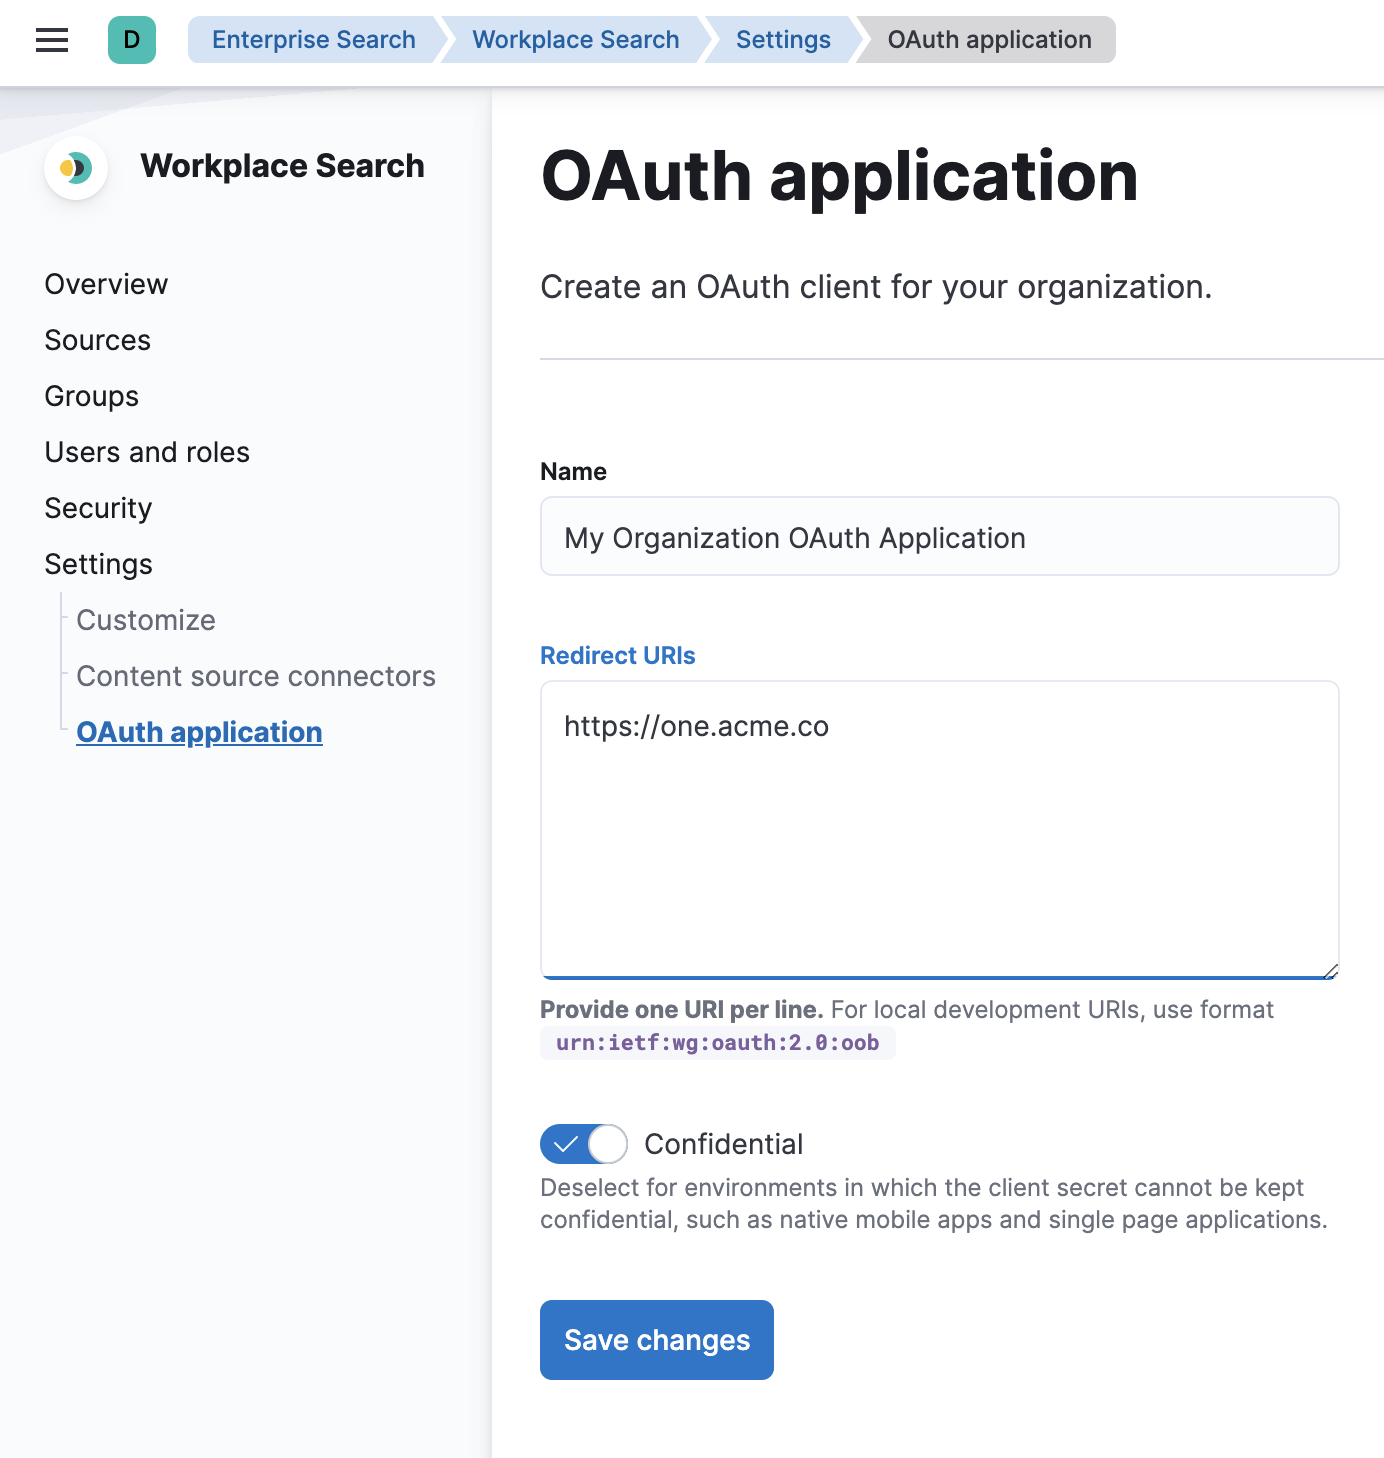 D
Enterprise Search
Workplace Search
Settings
OAuth application
Workplace Search
Overview
Sources
Groups
Users and roles
Security
Settings
Customize
Content source connectors
OAuth application
OAuth application
Create an OAuth client for your organization.
Name
My Organization OAuth Application
Redirect URIs
https://one.acme.co
Provide one URI per line. For local development URIs, use format
urn:ietf:wg:oauth:2.0:oob
Confidential
Deselect for environments in which the client secret cannot be kept
confidential, such as native mobile apps and single page applications.
Save changes